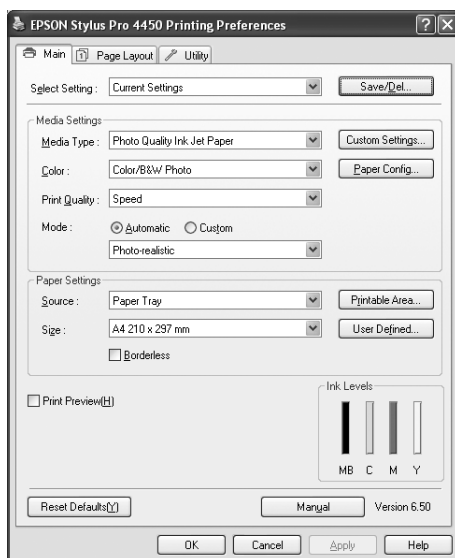 EPSON Stylus Pro 4450 Printing Preferences
Main Page Layout Utility
Select Setting : Current Settings Save/Del...
Media Settings
Media Type : Photo Quality Ink Jet Paper Custom Settings...
Color : Color/B&W Photo Paper Config...
Print Quality : Speed
Mode : Automatic Custom
Photo-realistic
Paper Settings
Source : Paper Tray Printable Area...
Size : A4 210 x 297 mm User Defined...
Borderless
Print Preview(H)
Ink Levels
MB C M Y
Reset Defaults(Y) Manual Version 6.50
OK Cancel Apply Help